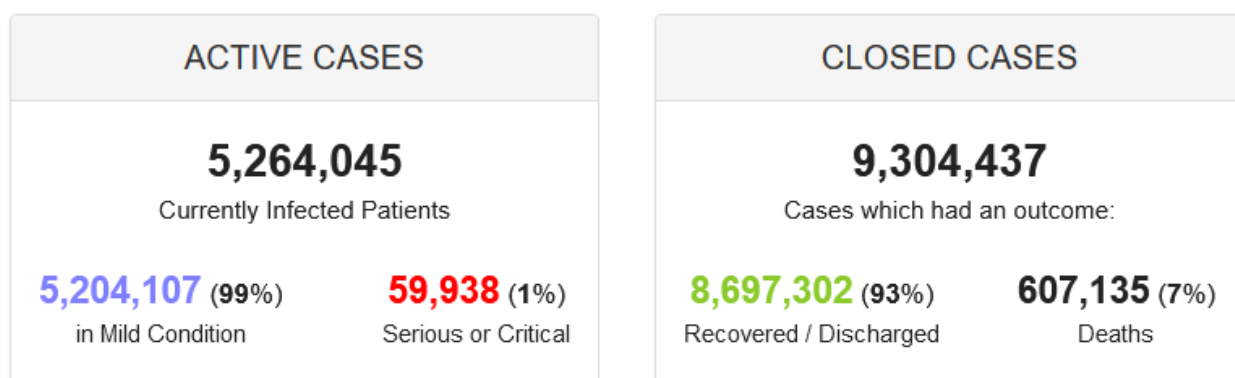 ACTIVE CASES
5,264,045
Currently Infected Patients
5,204,107 (99%)
in Mild Condition
59,938 (1%)
Serious or Critical
CLOSED CASES
9,304,437
Cases which had an outcome:
8,697,302 (93%)
Recovered / Discharged
607,135 (7%)
Deaths